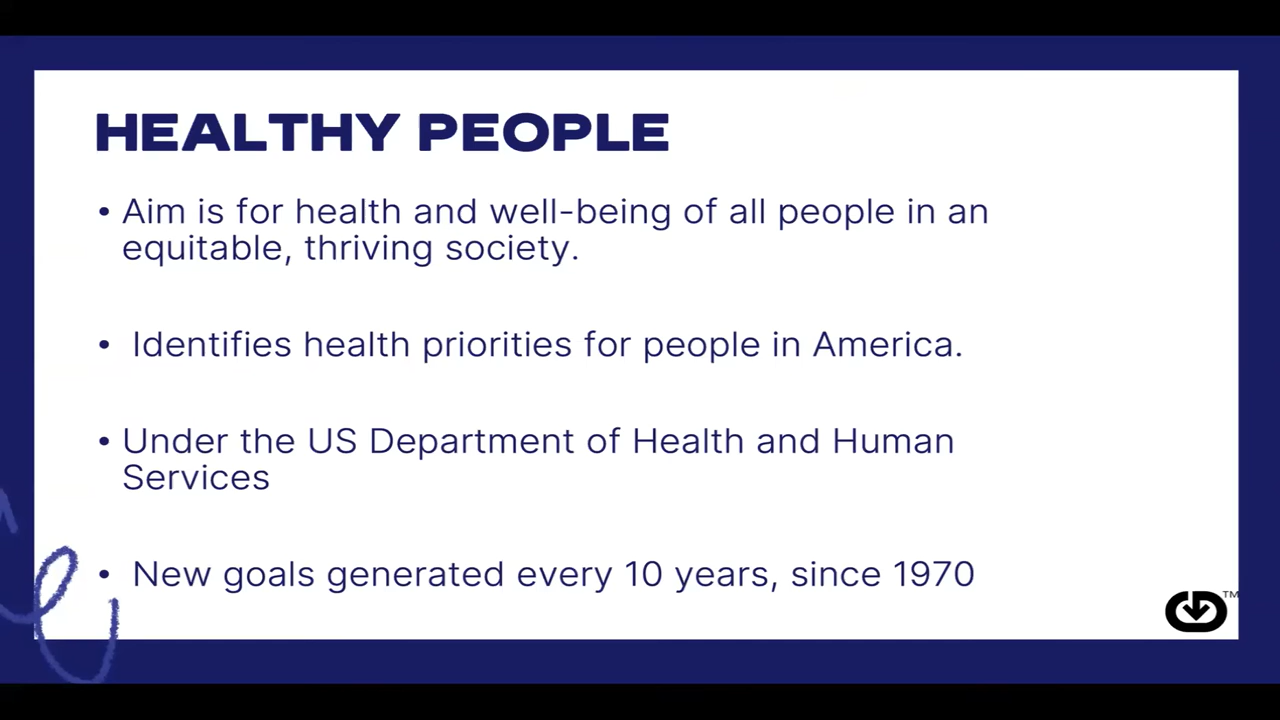 HEALTHY PEOPLE
• Aim is for health and well-being of all people in an
equitable, thriving society.
• Identifies health priorities for people in America.
• Under the US Department of Health and Human
Services
• New goals generated every 10 years, since 1970
TM